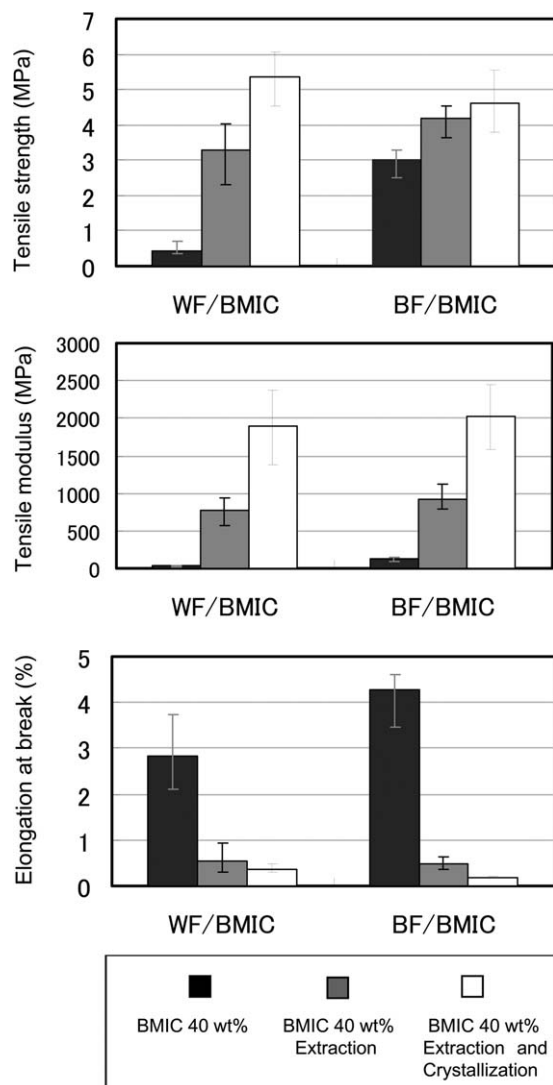 Tensile strength (MPa)
7
6
5
4
3
2
1
0
WF/BMIC BF/BMIC
Tensile modulus (MPa)
3000
2500
2000
1500
1000
500
0
WF/BMIC BF/BMIC
Elongation at break (%)
5
4
3
2
1
0
WF/BMIC BF/BMIC
BMIC 40 wt%
BMIC 40 wt%
Extraction
BMIC 40 wt%
Extraction and
Crystallization